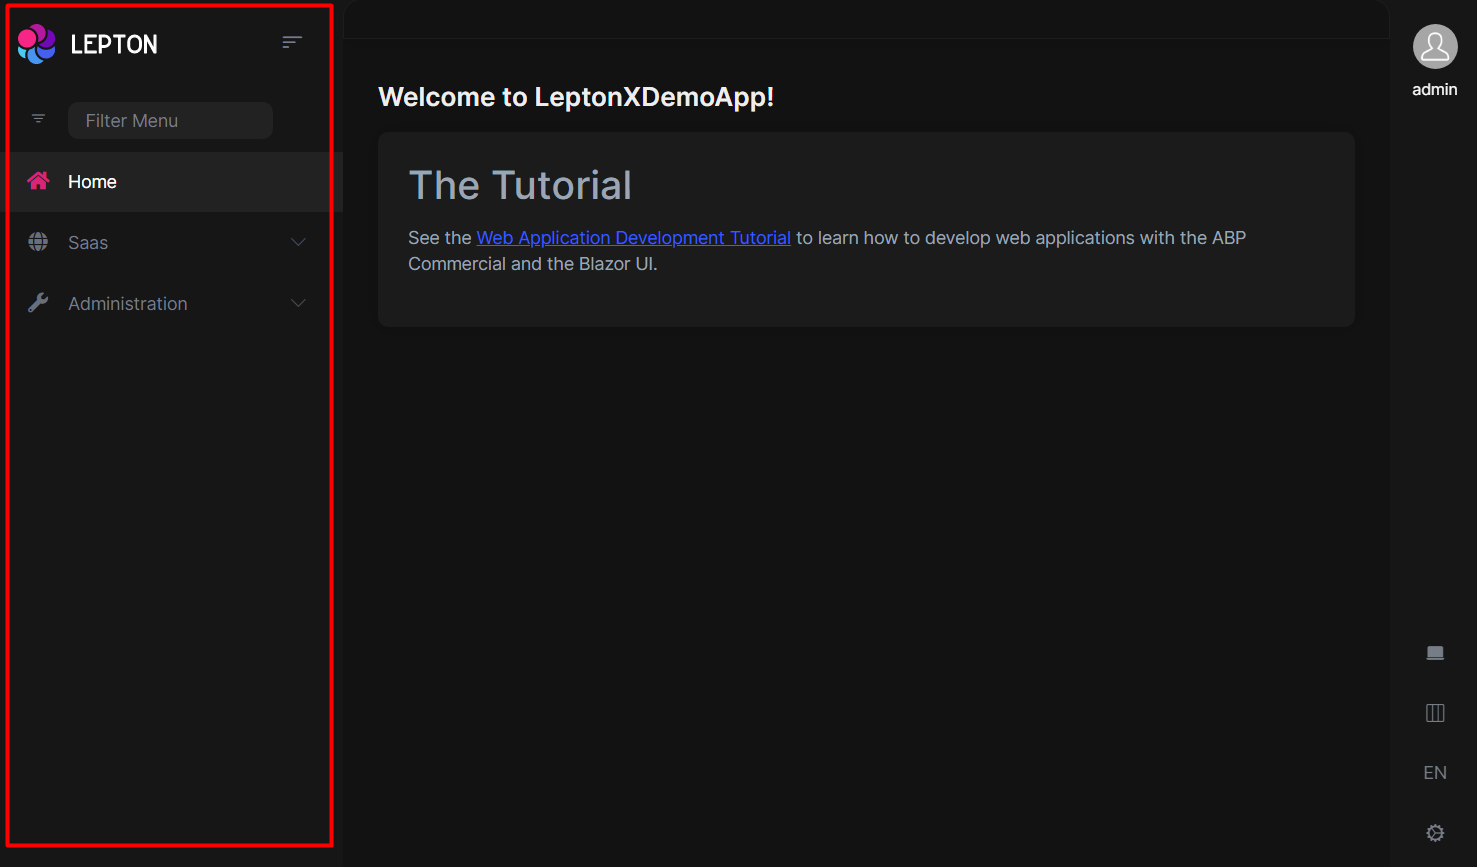 LEPTON
Filter Menu
Home
Saas
Administration
Welcome to LeptonXDemoApp!
The Tutorial
See the Web Application Development Tutorial to learn how to develop web applications with the ABP
Commercial and the Blazor UI.
admin
EN